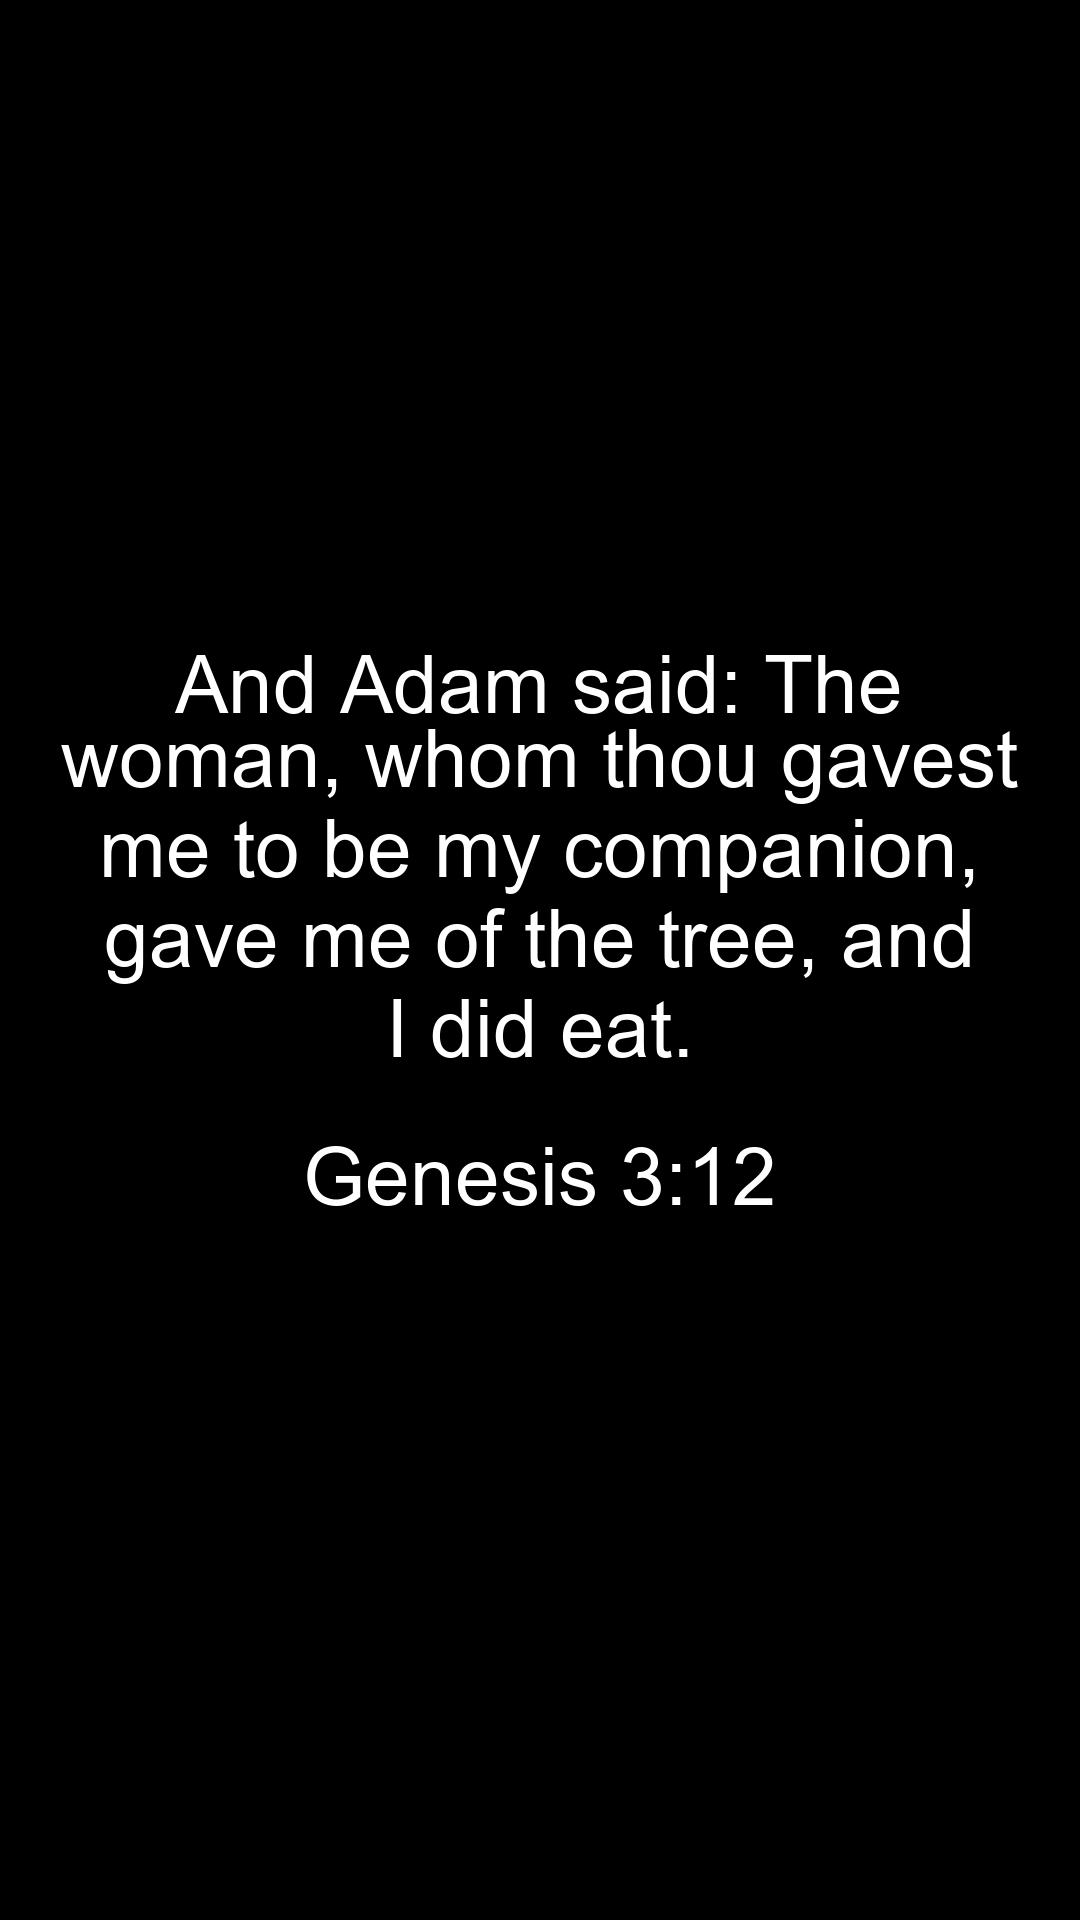 And Adam said: The
woman, whom thou gavest
me to be my companion,
gave me of the tree, and
I did eat.
Genesis 3:12